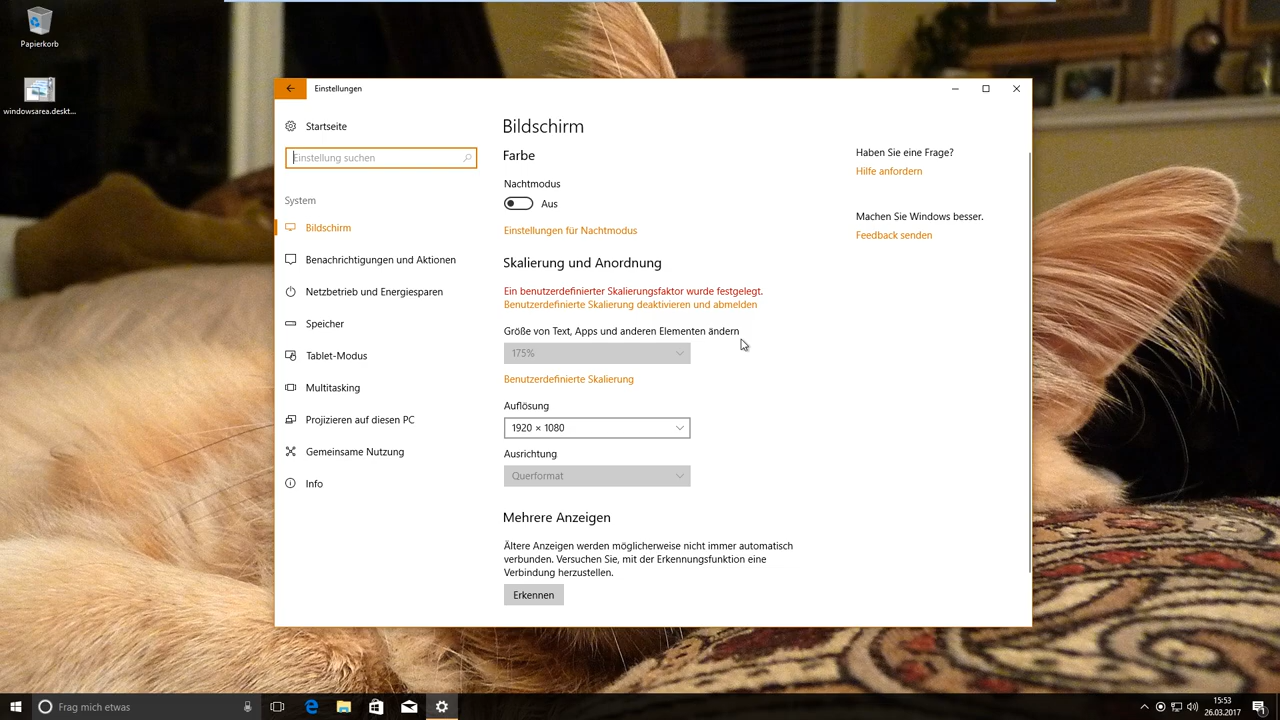 Papierkorb
windowsarea.deskt...
Einstellungen
Startseite
Einstellung suchen
System
Bildschirm
Benachrichtigungen und Aktionen
Netzbetrieb und Energiesparen
Speicher
Tablet-Modus
Multitasking
Projizieren auf diesen PC
Gemeinsame Nutzung
Info
Bildschirm
Farbe
Nachtmodus
Aus
Einstellungen für Nachtmodus
Skalierung und Anordnung
Ein benutzerdefinierter Skalierungsfaktor wurde festgelegt.
Benutzerdefinierte Skalierung deaktivieren und abmelden
Größe von Text, Apps und anderen Elementen ändern
175%
Benutzerdefinierte Skalierung
Auflösung
1920 × 1080
Ausrichtung
Querformat
Mehrere Anzeigen
Ältere Anzeigen werden möglicherweise nicht immer automatisch
verbunden. Versuchen Sie, mit der Erkennungsfunktion eine
Verbindung herzustellen.
Erkennen
Haben Sie eine Frage?
Hilfe anfordern
Machen Sie Windows besser.
Feedback senden
Frag mich etwas
15:53
26.03.2017
1